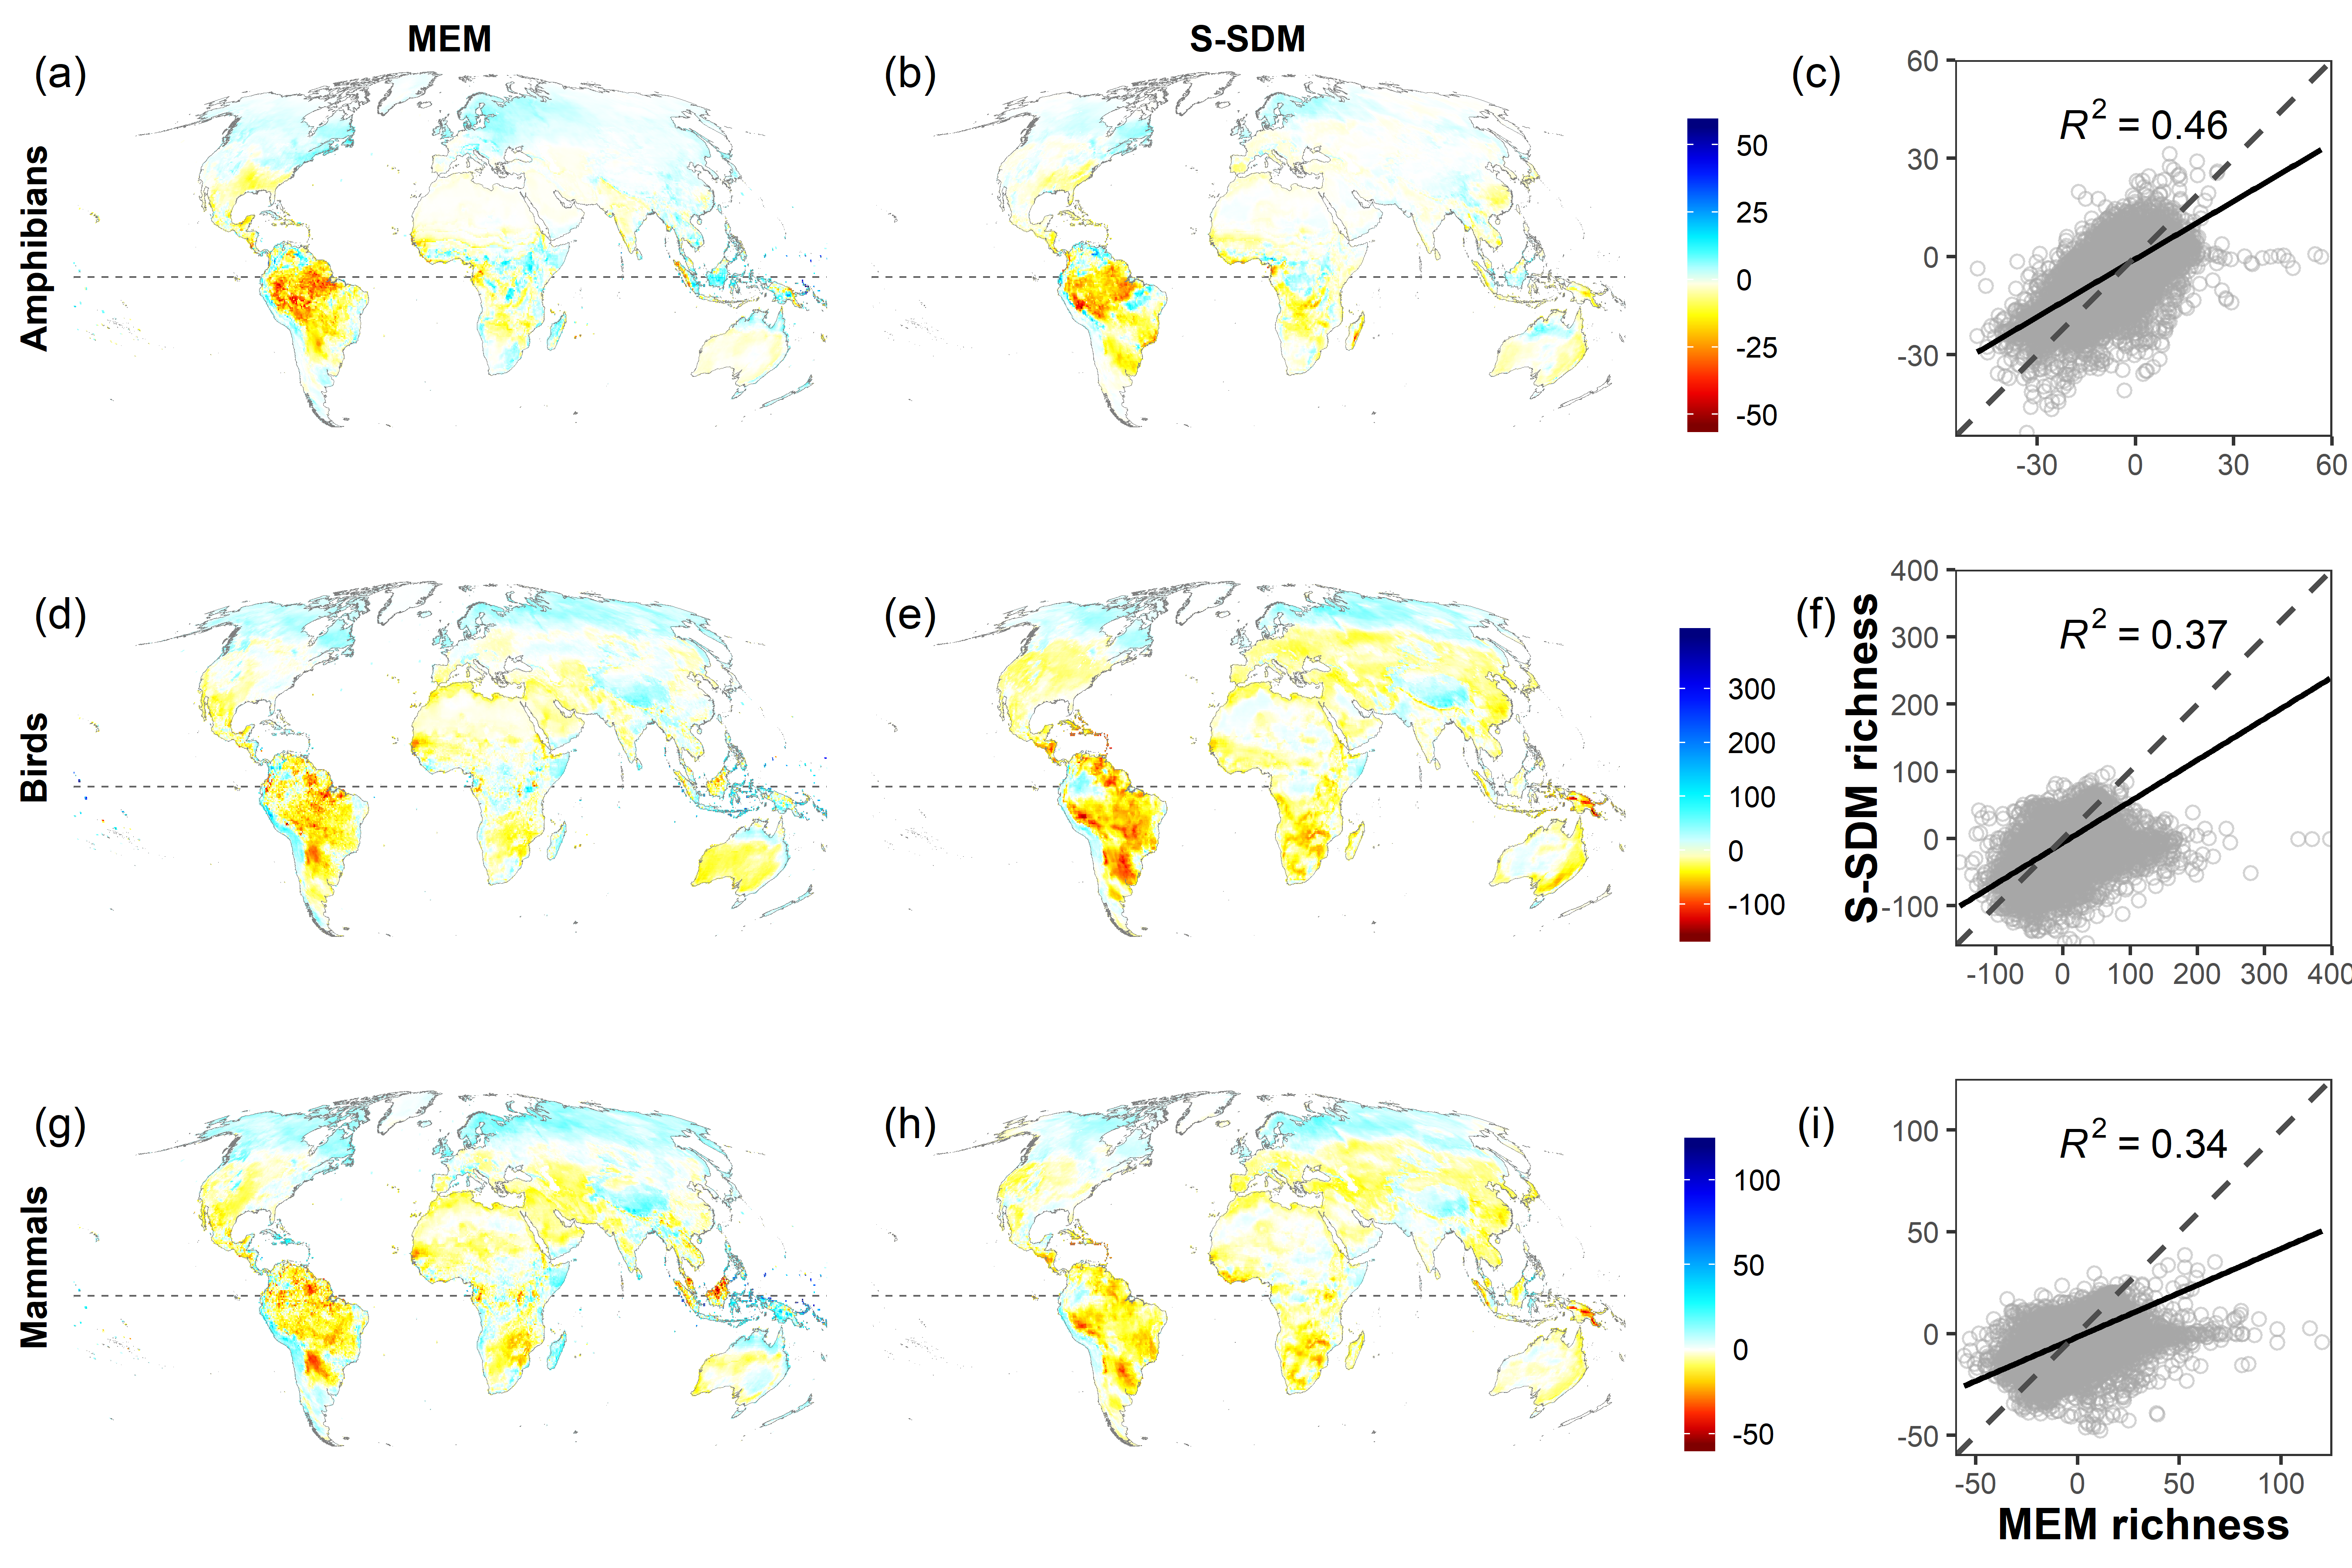 MEM
S-SDM
(a)
(b)
(c)
Amphibians
50
25
0
-25
-50
60
30
0
-30
R² = 0.46
-30 0 30 60
(d)
(e)
(f)
Birds
300
200
100
0
-100
S-SDM richness
400
300
200
100
0
-100
R² = 0.37
-100 0 100 200 300 400
(g)
(h)
(i)
Mammals
100
50
0
-50
100
50
0
-50
R² = 0.34
-50 0 50 100
MEM richness